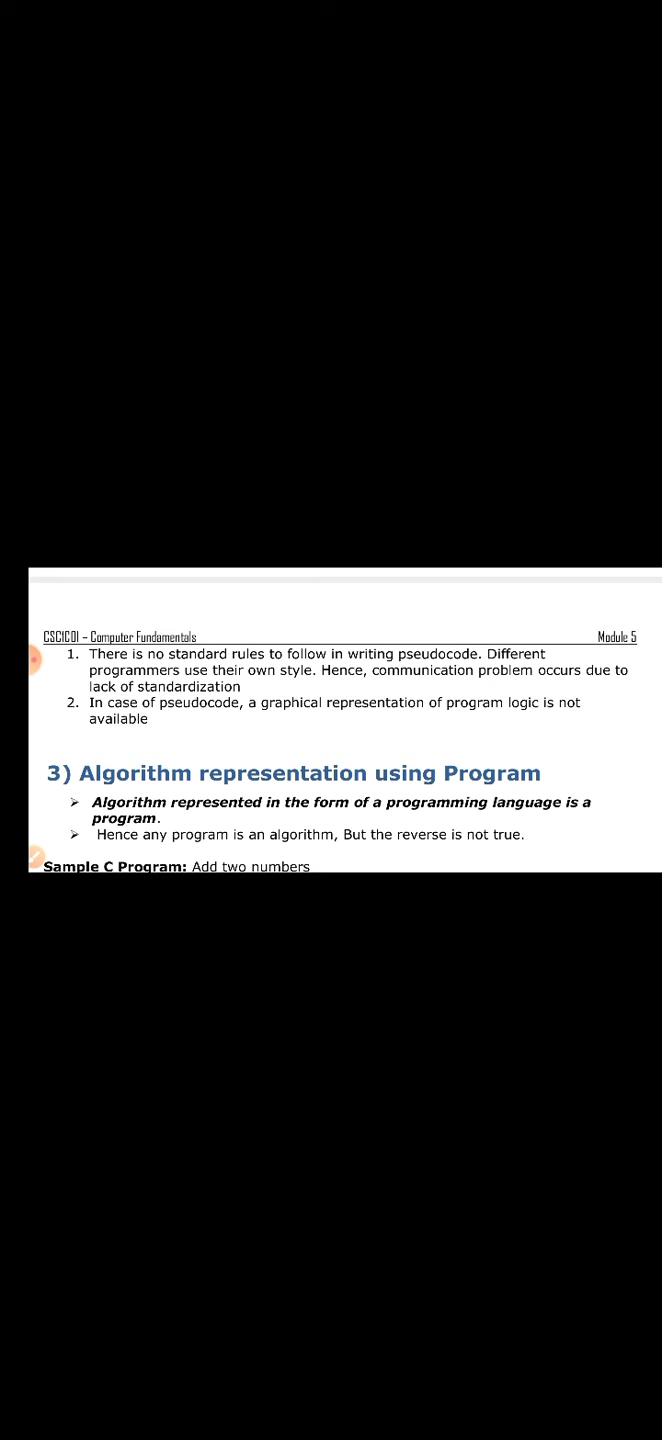 CSC1C01 – Computer Fundamentals Module 5
1. There is no standard rules to follow in writing pseudocode. Different
programmers use their own style. Hence, communication problem occurs due to
lack of standardization
2. In case of pseudocode, a graphical representation of program logic is not
available
3) Algorithm representation using Program
➢ Algorithm represented in the form of a programming language is a
program.
➢ Hence any program is an algorithm, But the reverse is not true.
Sample C Program: Add two numbers